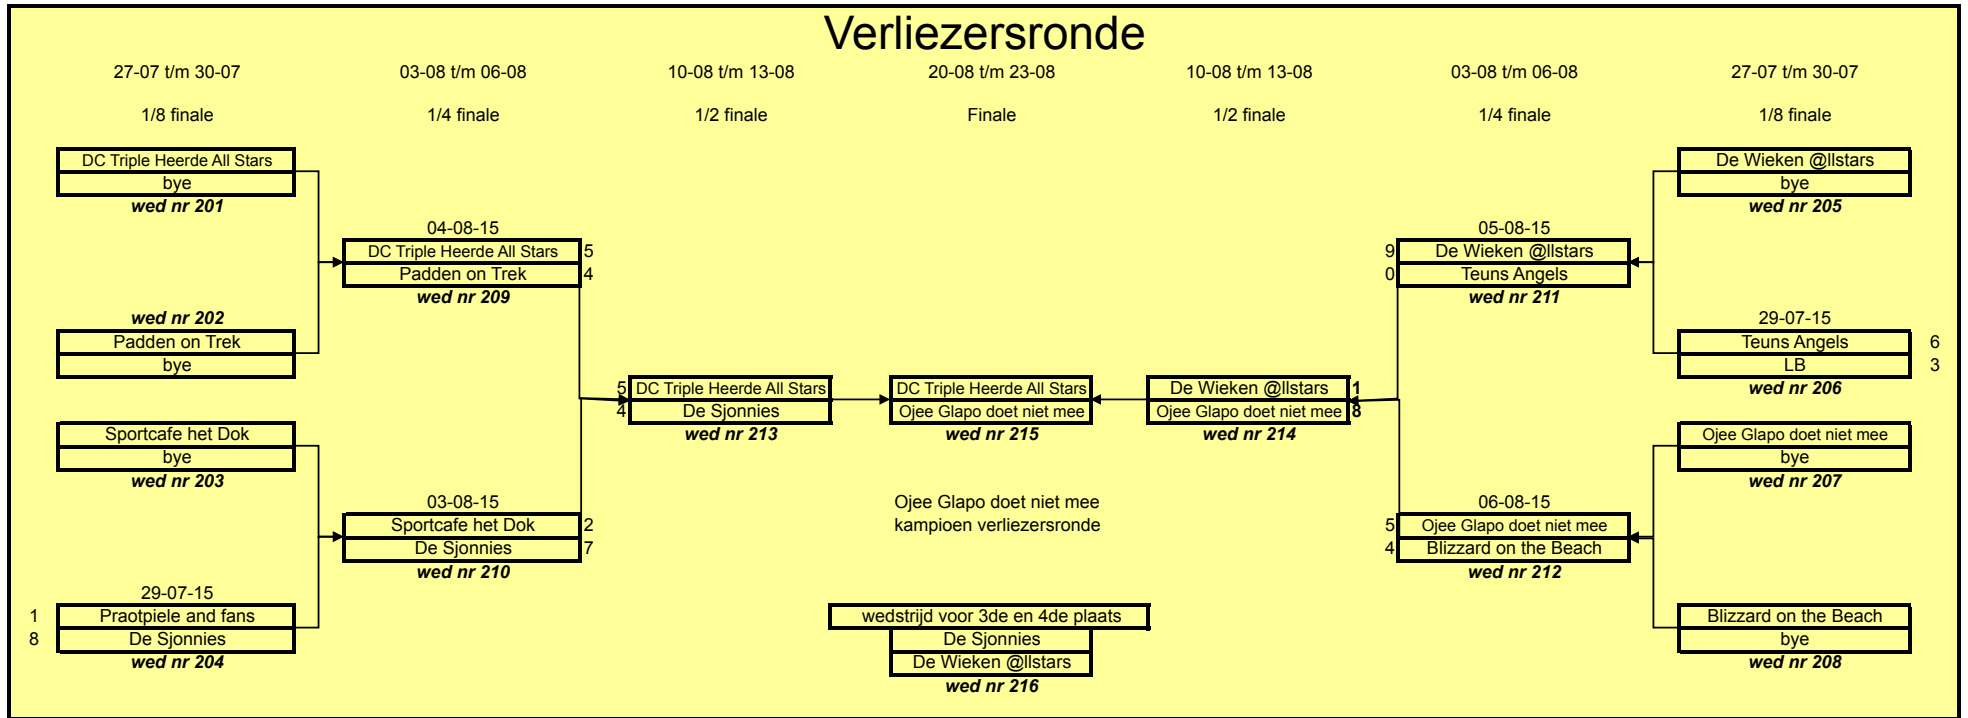 Verliezersronde
27-07 t/m 30-07 03-08 t/m 06-08 10-08 t/m 13-08 20-08 t/m 23-08 10-08 t/m 13-08 03-08 t/m 06-08 27-07 t/m 30-07
1/8 finale 1/4 finale 1/2 finale Finale 1/2 finale 1/4 finale 1/8 finale
DC Triple Heerde All Stars
bye
wed nr 201
wed nr 202
Padden on Trek
bye
Sportcafe het Dok
bye
wed nr 203
29-07-15
1 Praotpiele and fans
8 De Sjonnies
wed nr 204
04-08-15
DC Triple Heerde All Stars 5
Padden on Trek 4
wed nr 209
03-08-15
Sportcafe het Dok 2
De Sjonnies 7
wed nr 210
5 DC Triple Heerde All Stars
4 De Sjonnies
wed nr 213
DC Triple Heerde All Stars
Ojee Glapo doet niet mee
wed nr 215
Ojee Glapo doet niet mee
kampioen verliezersronde
wedstrijd voor 3de en 4de plaats
De Sjonnies
De Wieken @llstars
wed nr 216
De Wieken @llstars 1
Ojee Glapo doet niet mee 8
wed nr 214
05-08-15
9 De Wieken @llstars
0 Teuns Angels
wed nr 211
06-08-15
5 Ojee Glapo doet niet mee
4 Blizzard on the Beach
wed nr 212
De Wieken @llstars
bye
wed nr 205
29-07-15
Teuns Angels 6
LB 3
wed nr 206
Ojee Glapo doet niet mee
bye
wed nr 207
Blizzard on the Beach
bye
wed nr 208